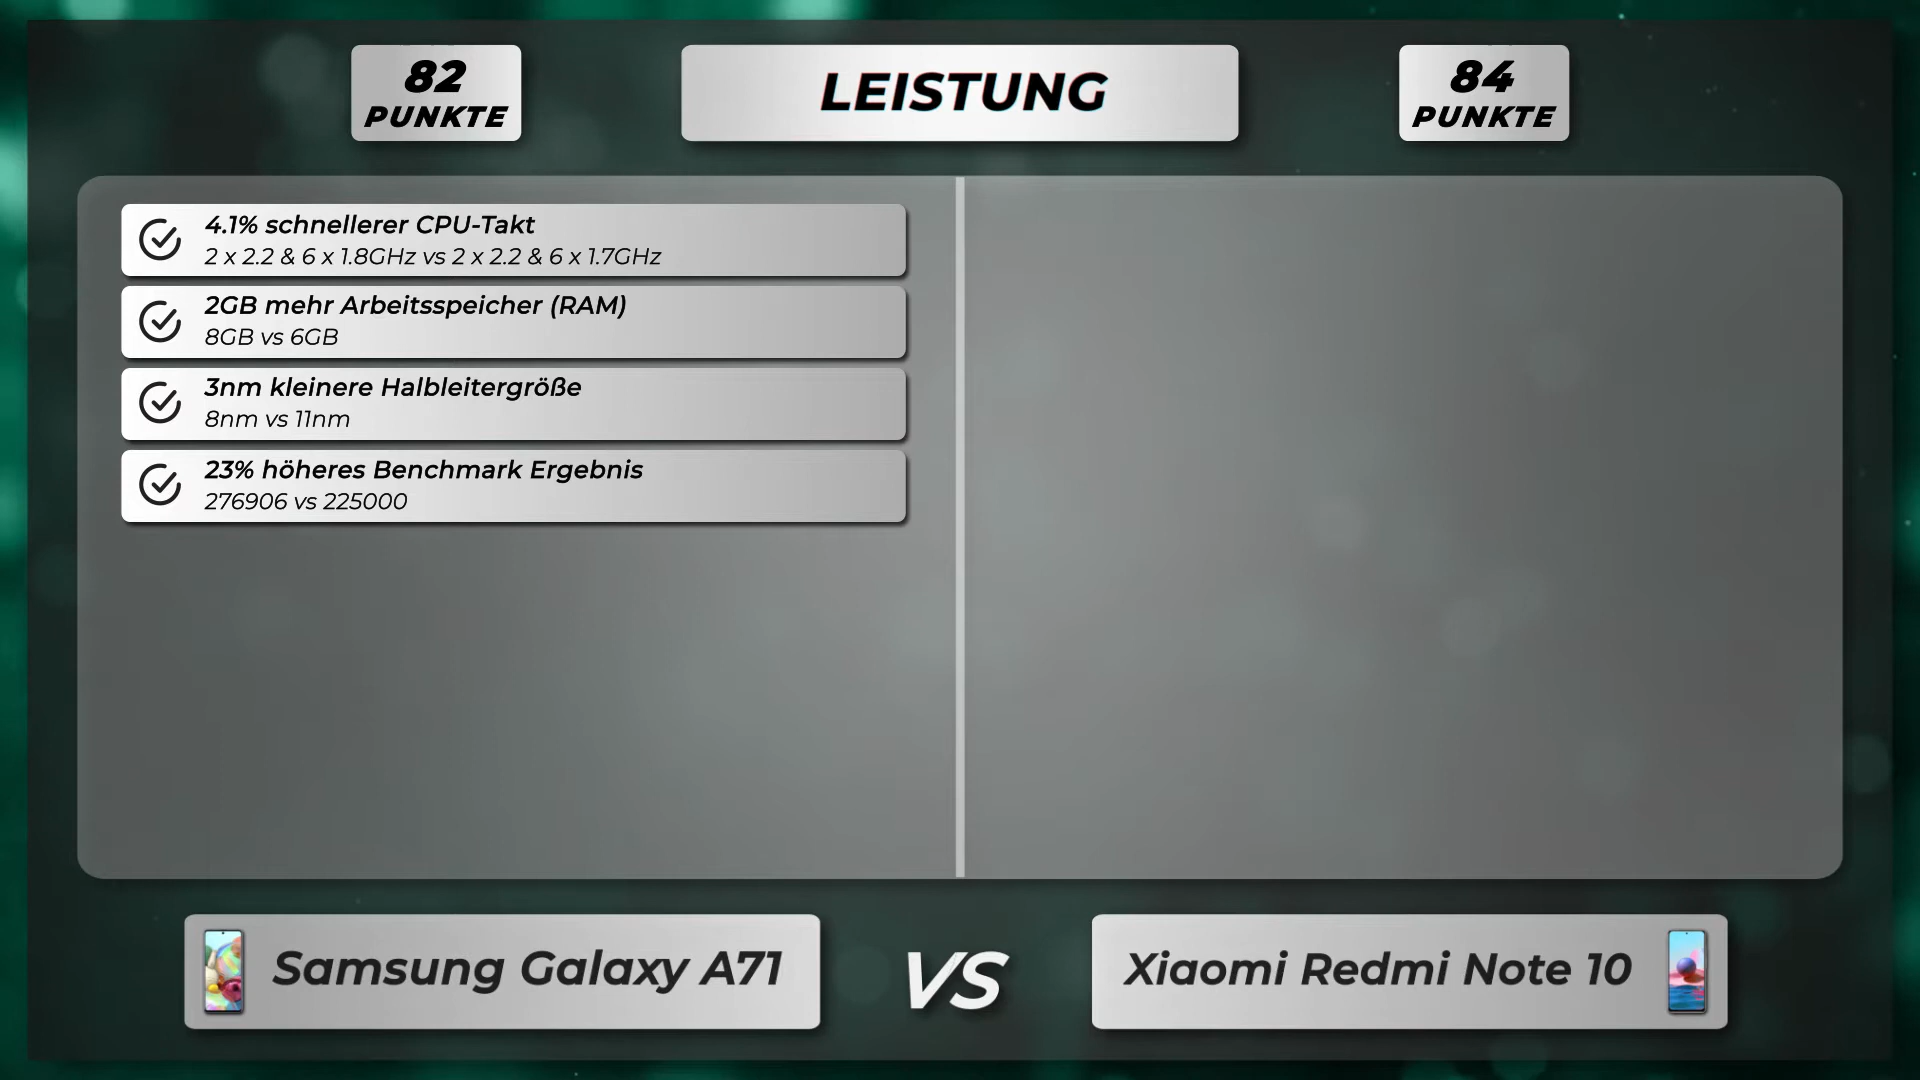 82
PUNKTE
LEISTUNG
84
PUNKTE
4.1% schnellerer CPU-Takt
2 x 2.2 & 6 x 1.8GHz vs 2 x 2.2 & 6 x 1.7GHz
2GB mehr Arbeitsspeicher (RAM)
8GB vs 6GB
3nm kleinere Halbleitergröße
8nm vs 11nm
23% höheres Benchmark Ergebnis
276906 vs 225000
Samsung Galaxy A71
VS
Xiaomi Redmi Note 10